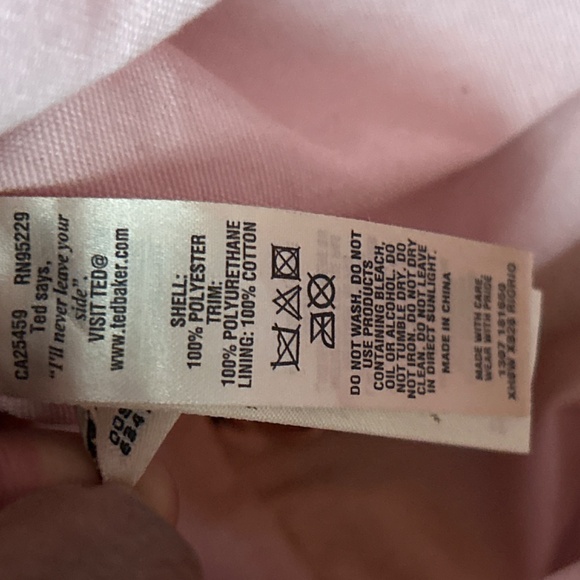 CA25459 RN95229
Ted says,
"I'll never leave your
side".
VISIT TED@
www.tedbaker.com
SHELL:
100% POLYESTER
TRIM:
100% POLYURETHANE
LINING: 100% COTTON
DO NOT WASH. DO NOT
USE PRODUCTS
CONTAINING BLEACH,
OIL OR ALCOHOL. DO
NOT TUMBLE DRY. DO
NOT IRON. DO NOT DRY
CLEAN. DO NOT LEAVE
IN DIRECT SUNLIGHT.
MADE IN CHINA
MADE WITH CARE
WEAR WITH PRIDE